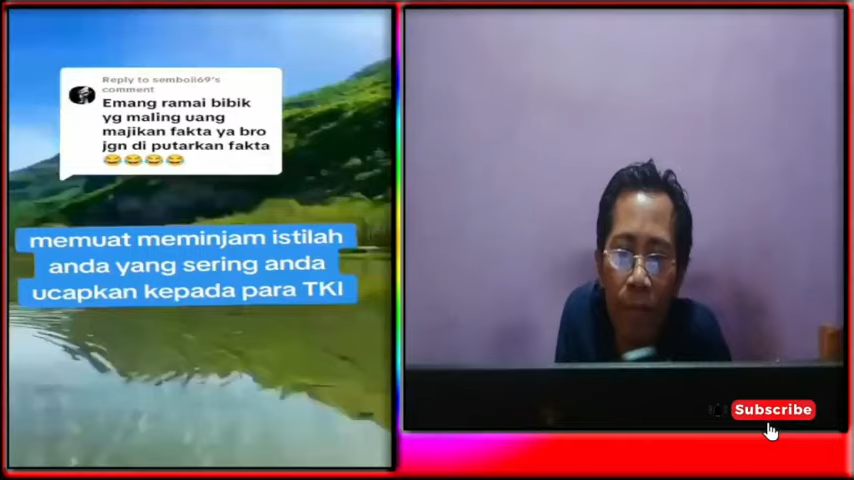 Reply to semboii69's
comment
Emang ramai bibik
yg maling uang
majikan fakta ya bro
jgn di putarkan fakta
😂😂😂😂
memuat meminjam istilah
anda yang sering anda
ucapkan kepada para TKI
Subscribe